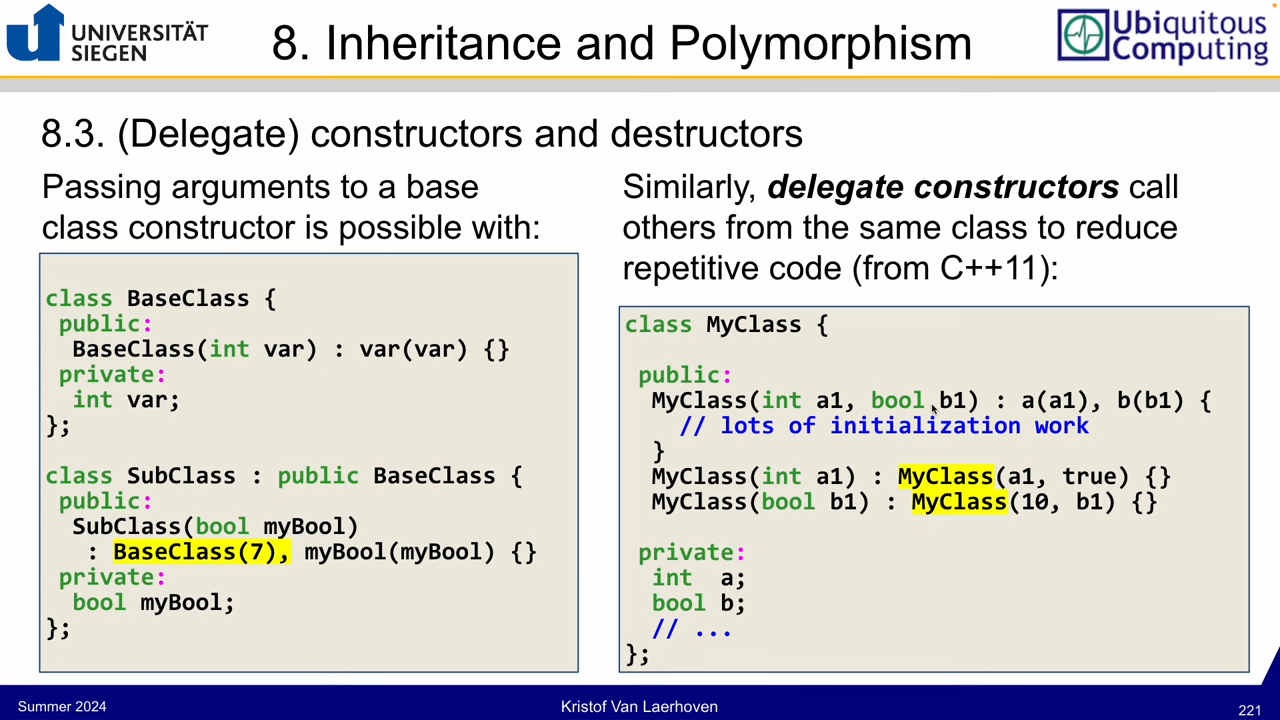 UNIVERSITÄT
SIEGEN
8. Inheritance and Polymorphism
Ubiquitous
Computing
8.3. (Delegate) constructors and destructors
Passing arguments to a base
class constructor is possible with:
class BaseClass {
public:
BaseClass(int var) : var(var) {}
private:
int var;
};
class SubClass : public BaseClass {
public:
SubClass(bool myBool)
: BaseClass(7), myBool(myBool) {}
private:
bool myBool;
};
Similarly, delegate constructors call
others from the same class to reduce
repetitive code (from C++11):
class MyClass {
public:
MyClass(int a1, bool b1) : a(a1), b(b1) {
// lots of initialization work
}
MyClass(int a1) : MyClass(a1, true) {}
MyClass(bool b1) : MyClass(10, b1) {}
private:
int a;
bool b;
// ...
};
Summer 2024
Kristof Van Laerhoven
221